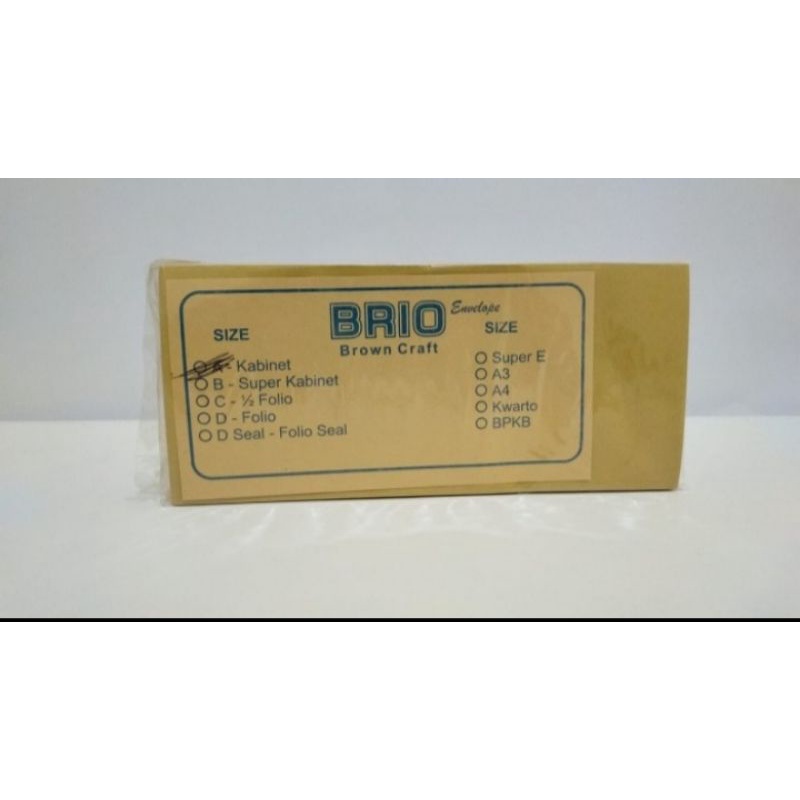 BRIO Envelope
Brown Craft
SIZE
A - Kabinet
B - Super Kabinet
C - ½ Folio
D - Folio
D Seal - Folio Seal
SIZE
Super E
A3
A4
Kwarto
BPKB